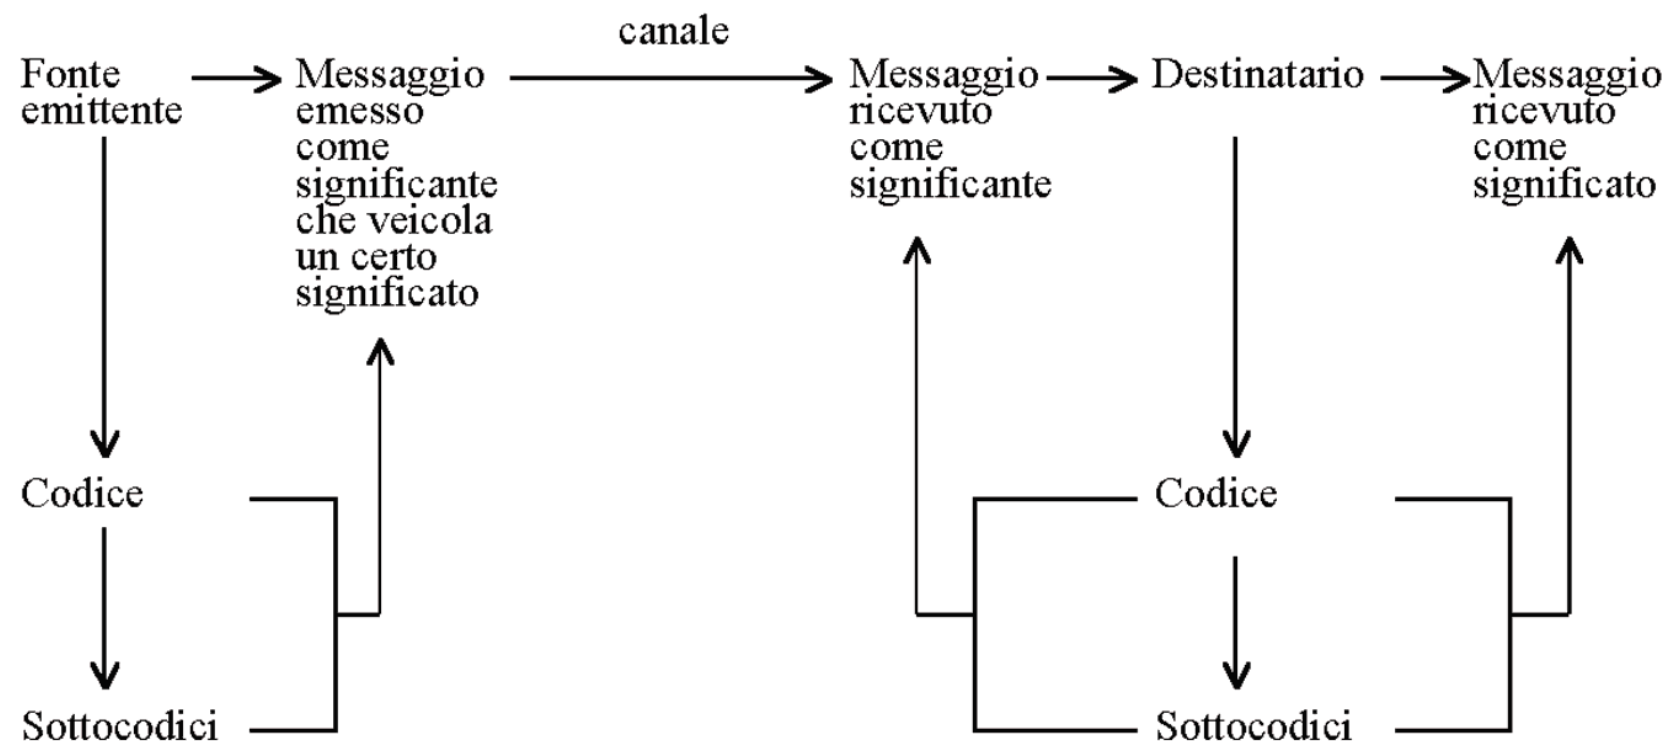 canale
Fonte
emittente
Messaggio
emesso
come
significante
che veicola
un certo
significato
Messaggio
ricevuto
come
significante
Destinatario
Messaggio
ricevuto
come
significato
Codice
Sottocodici
Codice
Sottocodici